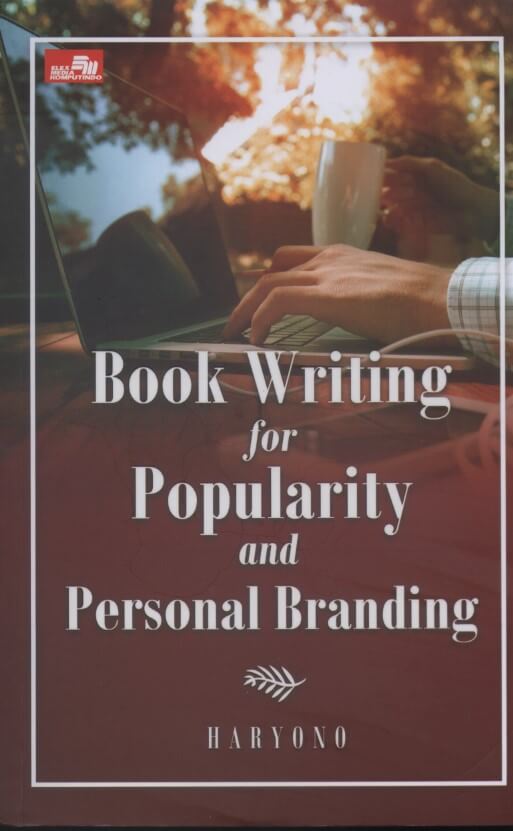 ELEX
MEDIA
KOMPUTINDO
Book Writing
for
Popularity
and
Personal Branding
HARYONO